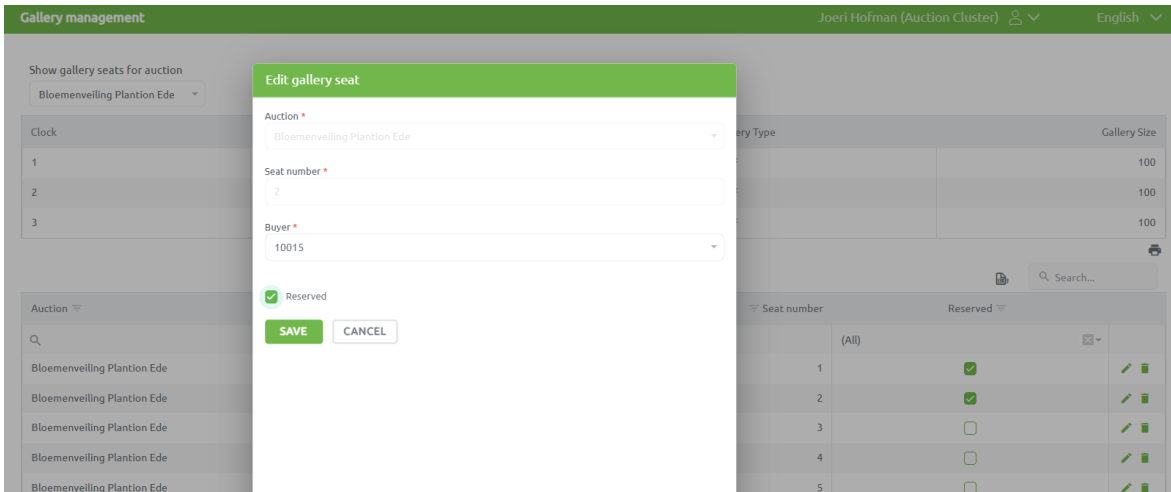 Gallery management Joeri Hofman (Auction Cluster) English
Show gallery seats for auction
Bloemenveiling Plantion Ede
Edit gallery seat
Auction *
Bloemenveiling Plantion Ede
Seat number *
2
Buyer *
10015
Reserved
SAVE CANCEL
Clock Type Gallery Size
1 100
2 100
3 100
Search...
Auction Seat number Reserved
(All)
Bloemenveiling Plantion Ede 1
Bloemenveiling Plantion Ede 2
Bloemenveiling Plantion Ede 3
Bloemenveiling Plantion Ede 4
Bloemenveiling Plantion Ede 5